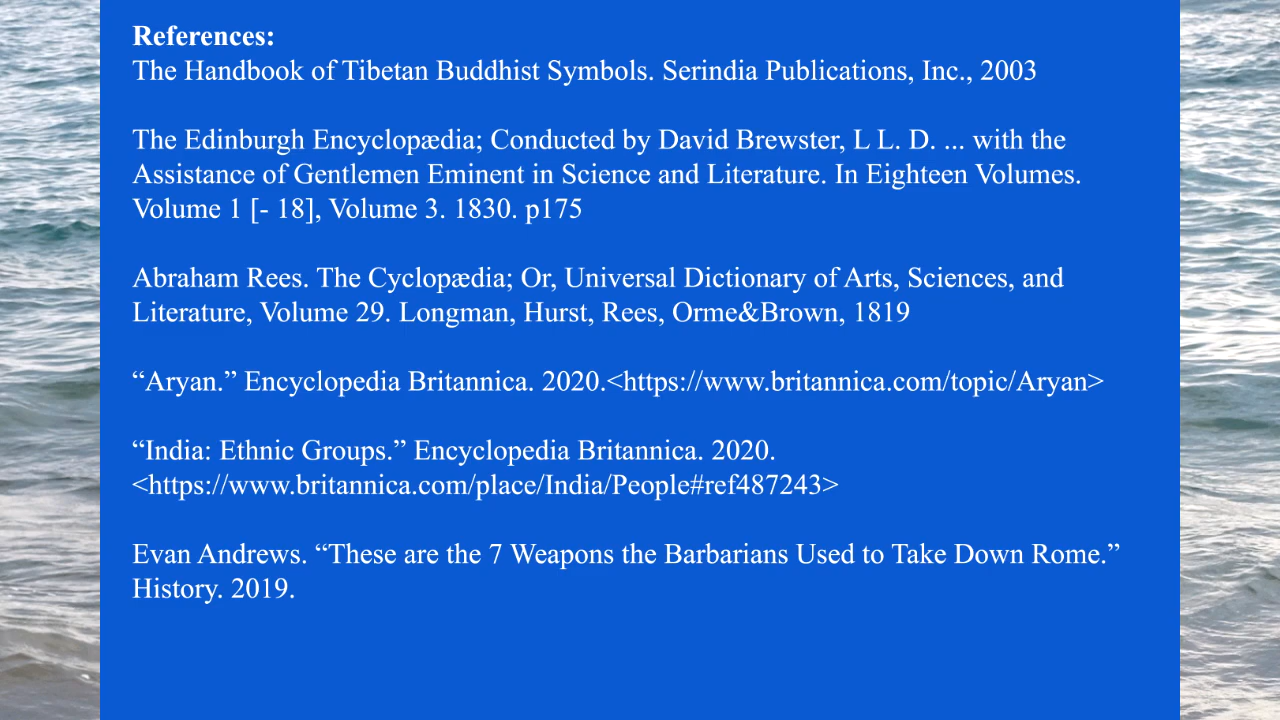 References:
The Handbook of Tibetan Buddhist Symbols. Serindia Publications, Inc., 2003
The Edinburgh Encyclopædia; Conducted by David Brewster, L L. D. ... with the
Assistance of Gentlemen Eminent in Science and Literature. In Eighteen Volumes.
Volume 1 [- 18], Volume 3. 1830. p175
Abraham Rees. The Cyclopædia; Or, Universal Dictionary of Arts, Sciences, and
Literature, Volume 29. Longman, Hurst, Rees, Orme&Brown, 1819
“Aryan.” Encyclopedia Britannica. 2020.<https://www.britannica.com/topic/Aryan>
“India: Ethnic Groups.” Encyclopedia Britannica. 2020.
<https://www.britannica.com/place/India/People#ref487243>
Evan Andrews. “These are the 7 Weapons the Barbarians Used to Take Down Rome.”
History. 2019.